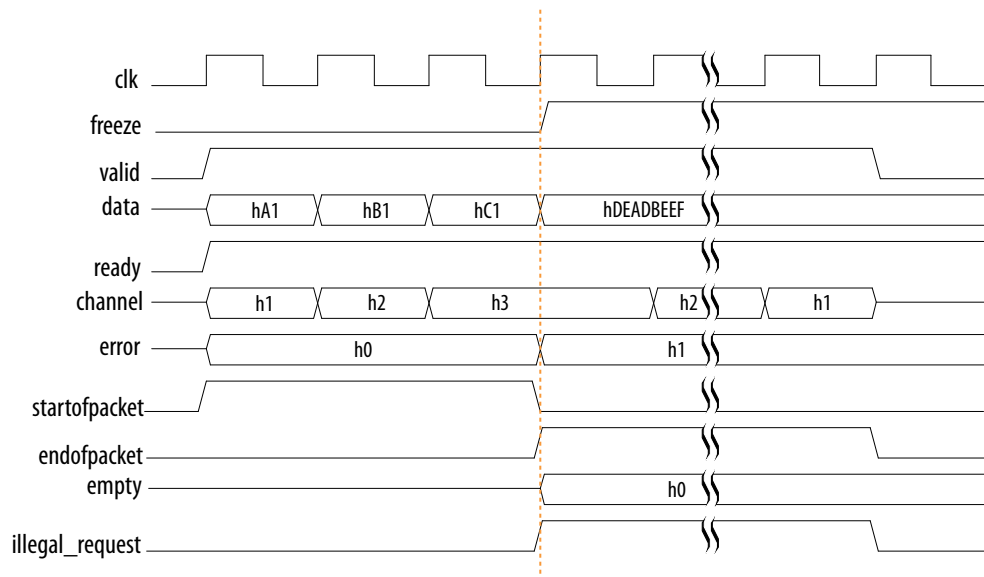 clk
freeze
valid
data hA1 hB1 hC1 hDEADBEEF
ready
channel h1 h2 h3 h2 h1
error h0 h1
startofpacket
endofpacket
empty h0
illegal_request